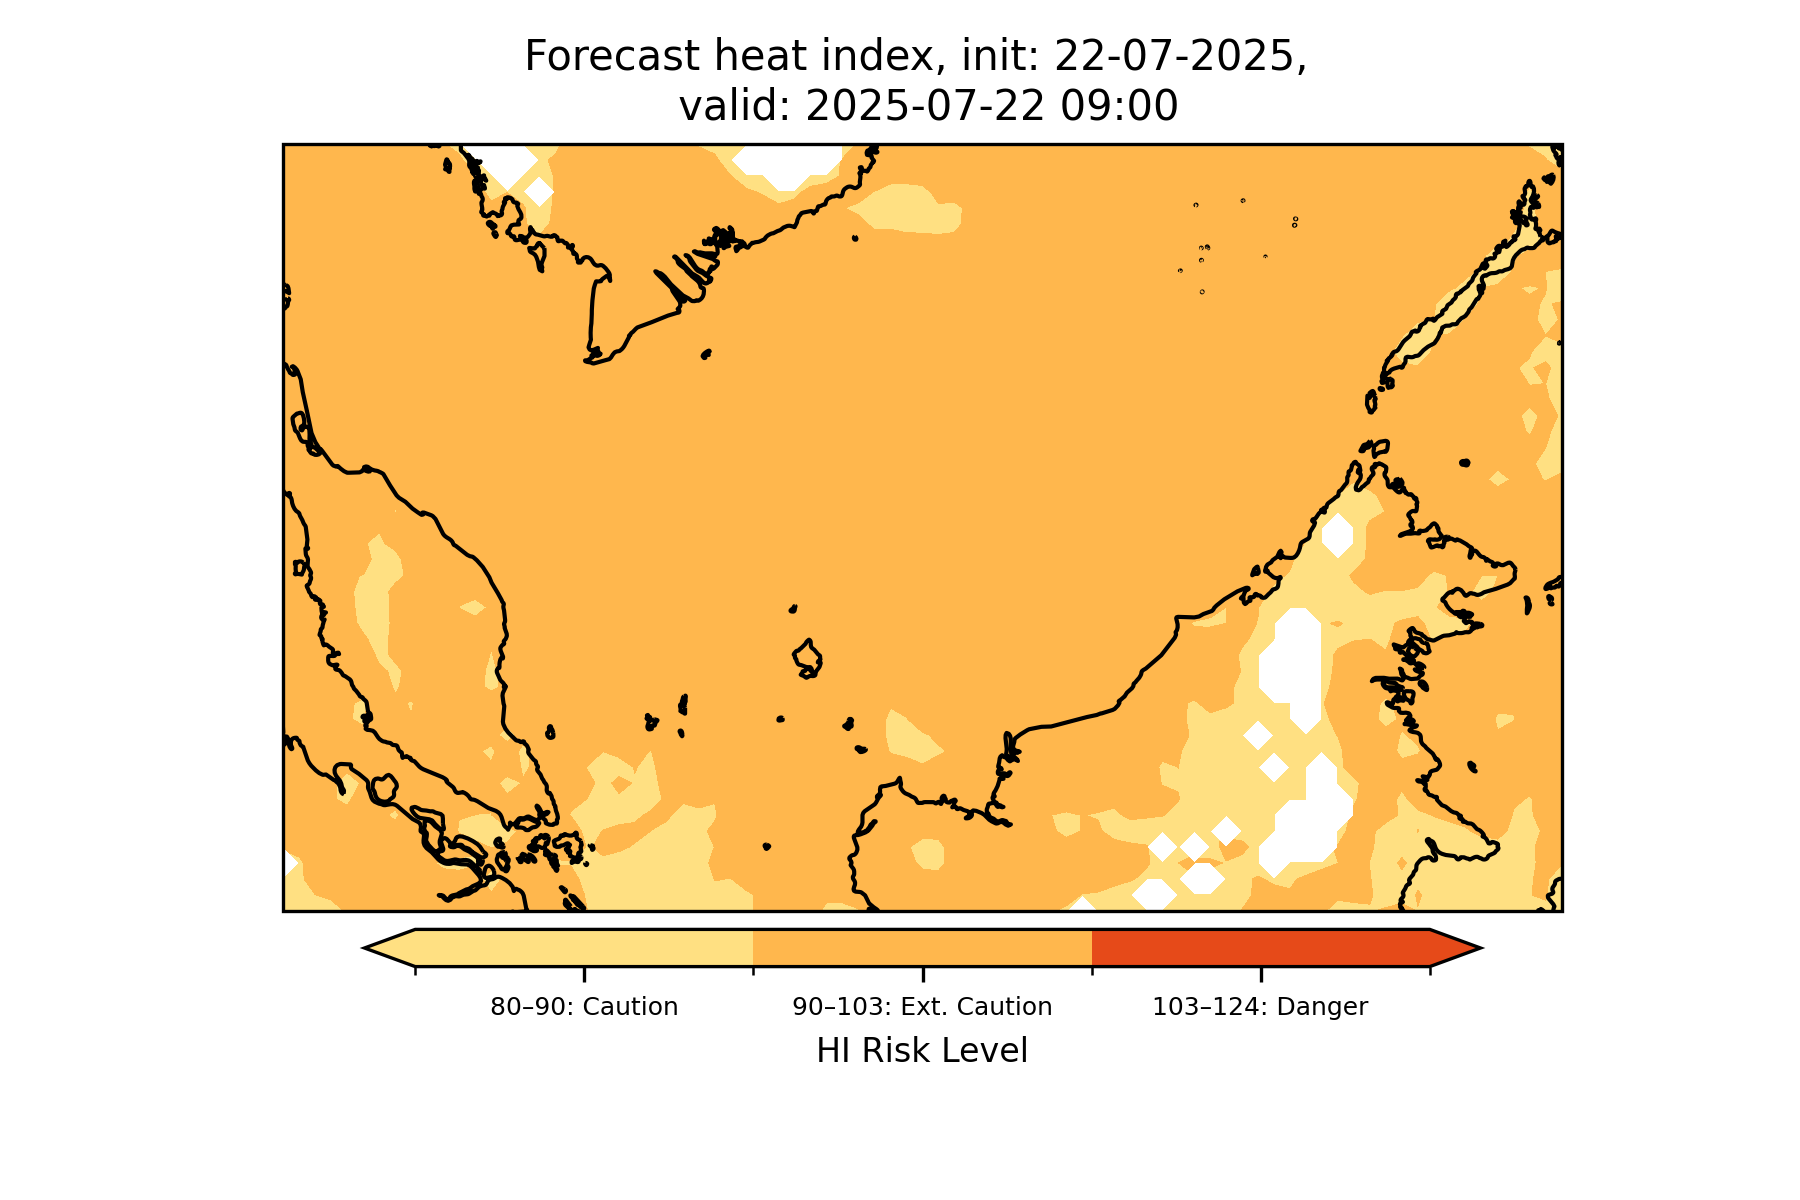 Forecast heat index, init: 22-07-2025,
valid: 2025-07-22 09:00
80–90: Caution
90–103: Ext. Caution
103–124: Danger
HI Risk Level